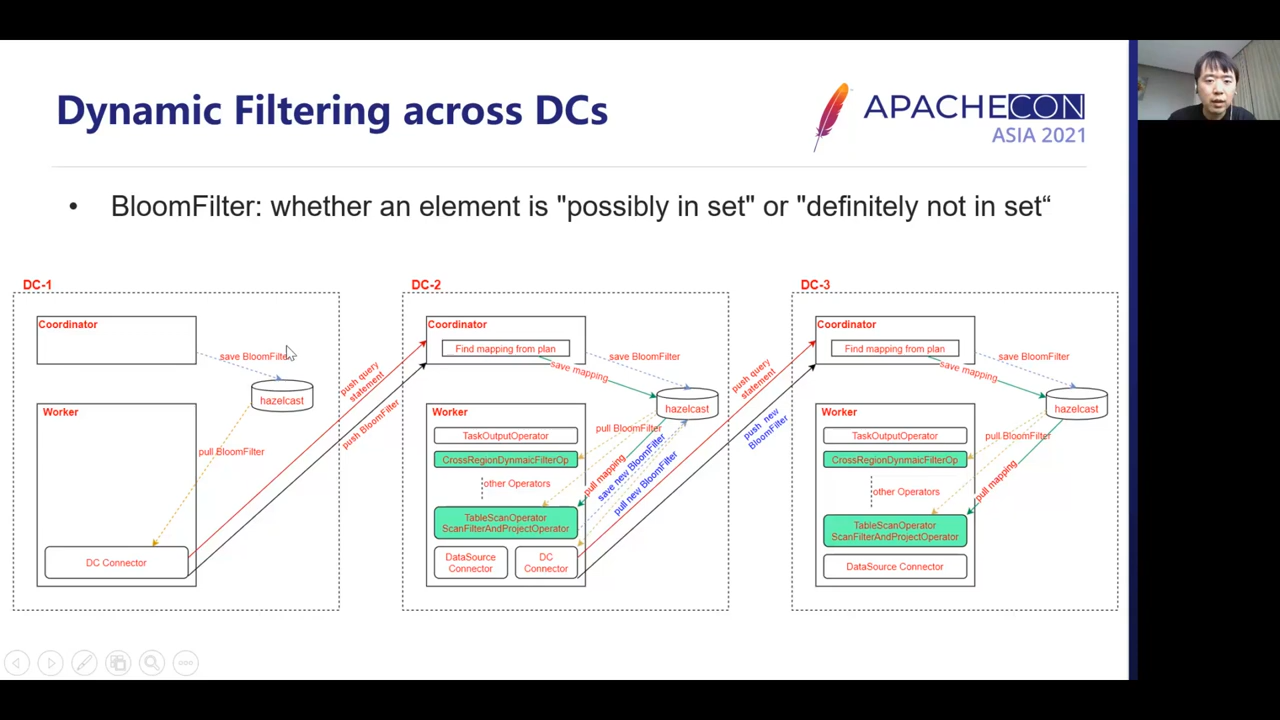 Dynamic Filtering across DCs
APACHECON
ASIA 2021
• BloomFilter: whether an element is "possibly in set" or "definitely not in set“
DC-1
Coordinator
save BloomFilter
hazelcast
Worker
pull BloomFilter
DC Connector
push query
statement
push BloomFilter
DC-2
Coordinator
Find mapping from plan
save BloomFilter
save mapping
hazelcast
Worker
TaskOutputOperator
CrossRegionDynmaicFilterOp
other Operators
TableScanOperator
ScanFilterAndProjectOperator
DataSource
Connector
DC
Connector
pull BloomFilter
pull mapping
save new BloomFilter
pull new BloomFilter
push query
statement
push new
BloomFilter
DC-3
Coordinator
Find mapping from plan
save BloomFilter
save mapping
hazelcast
Worker
TaskOutputOperator
CrossRegionDynmaicFilterOp
other Operators
TableScanOperator
ScanFilterAndProjectOperator
DataSource Connector
pull BloomFilter
pull mapping